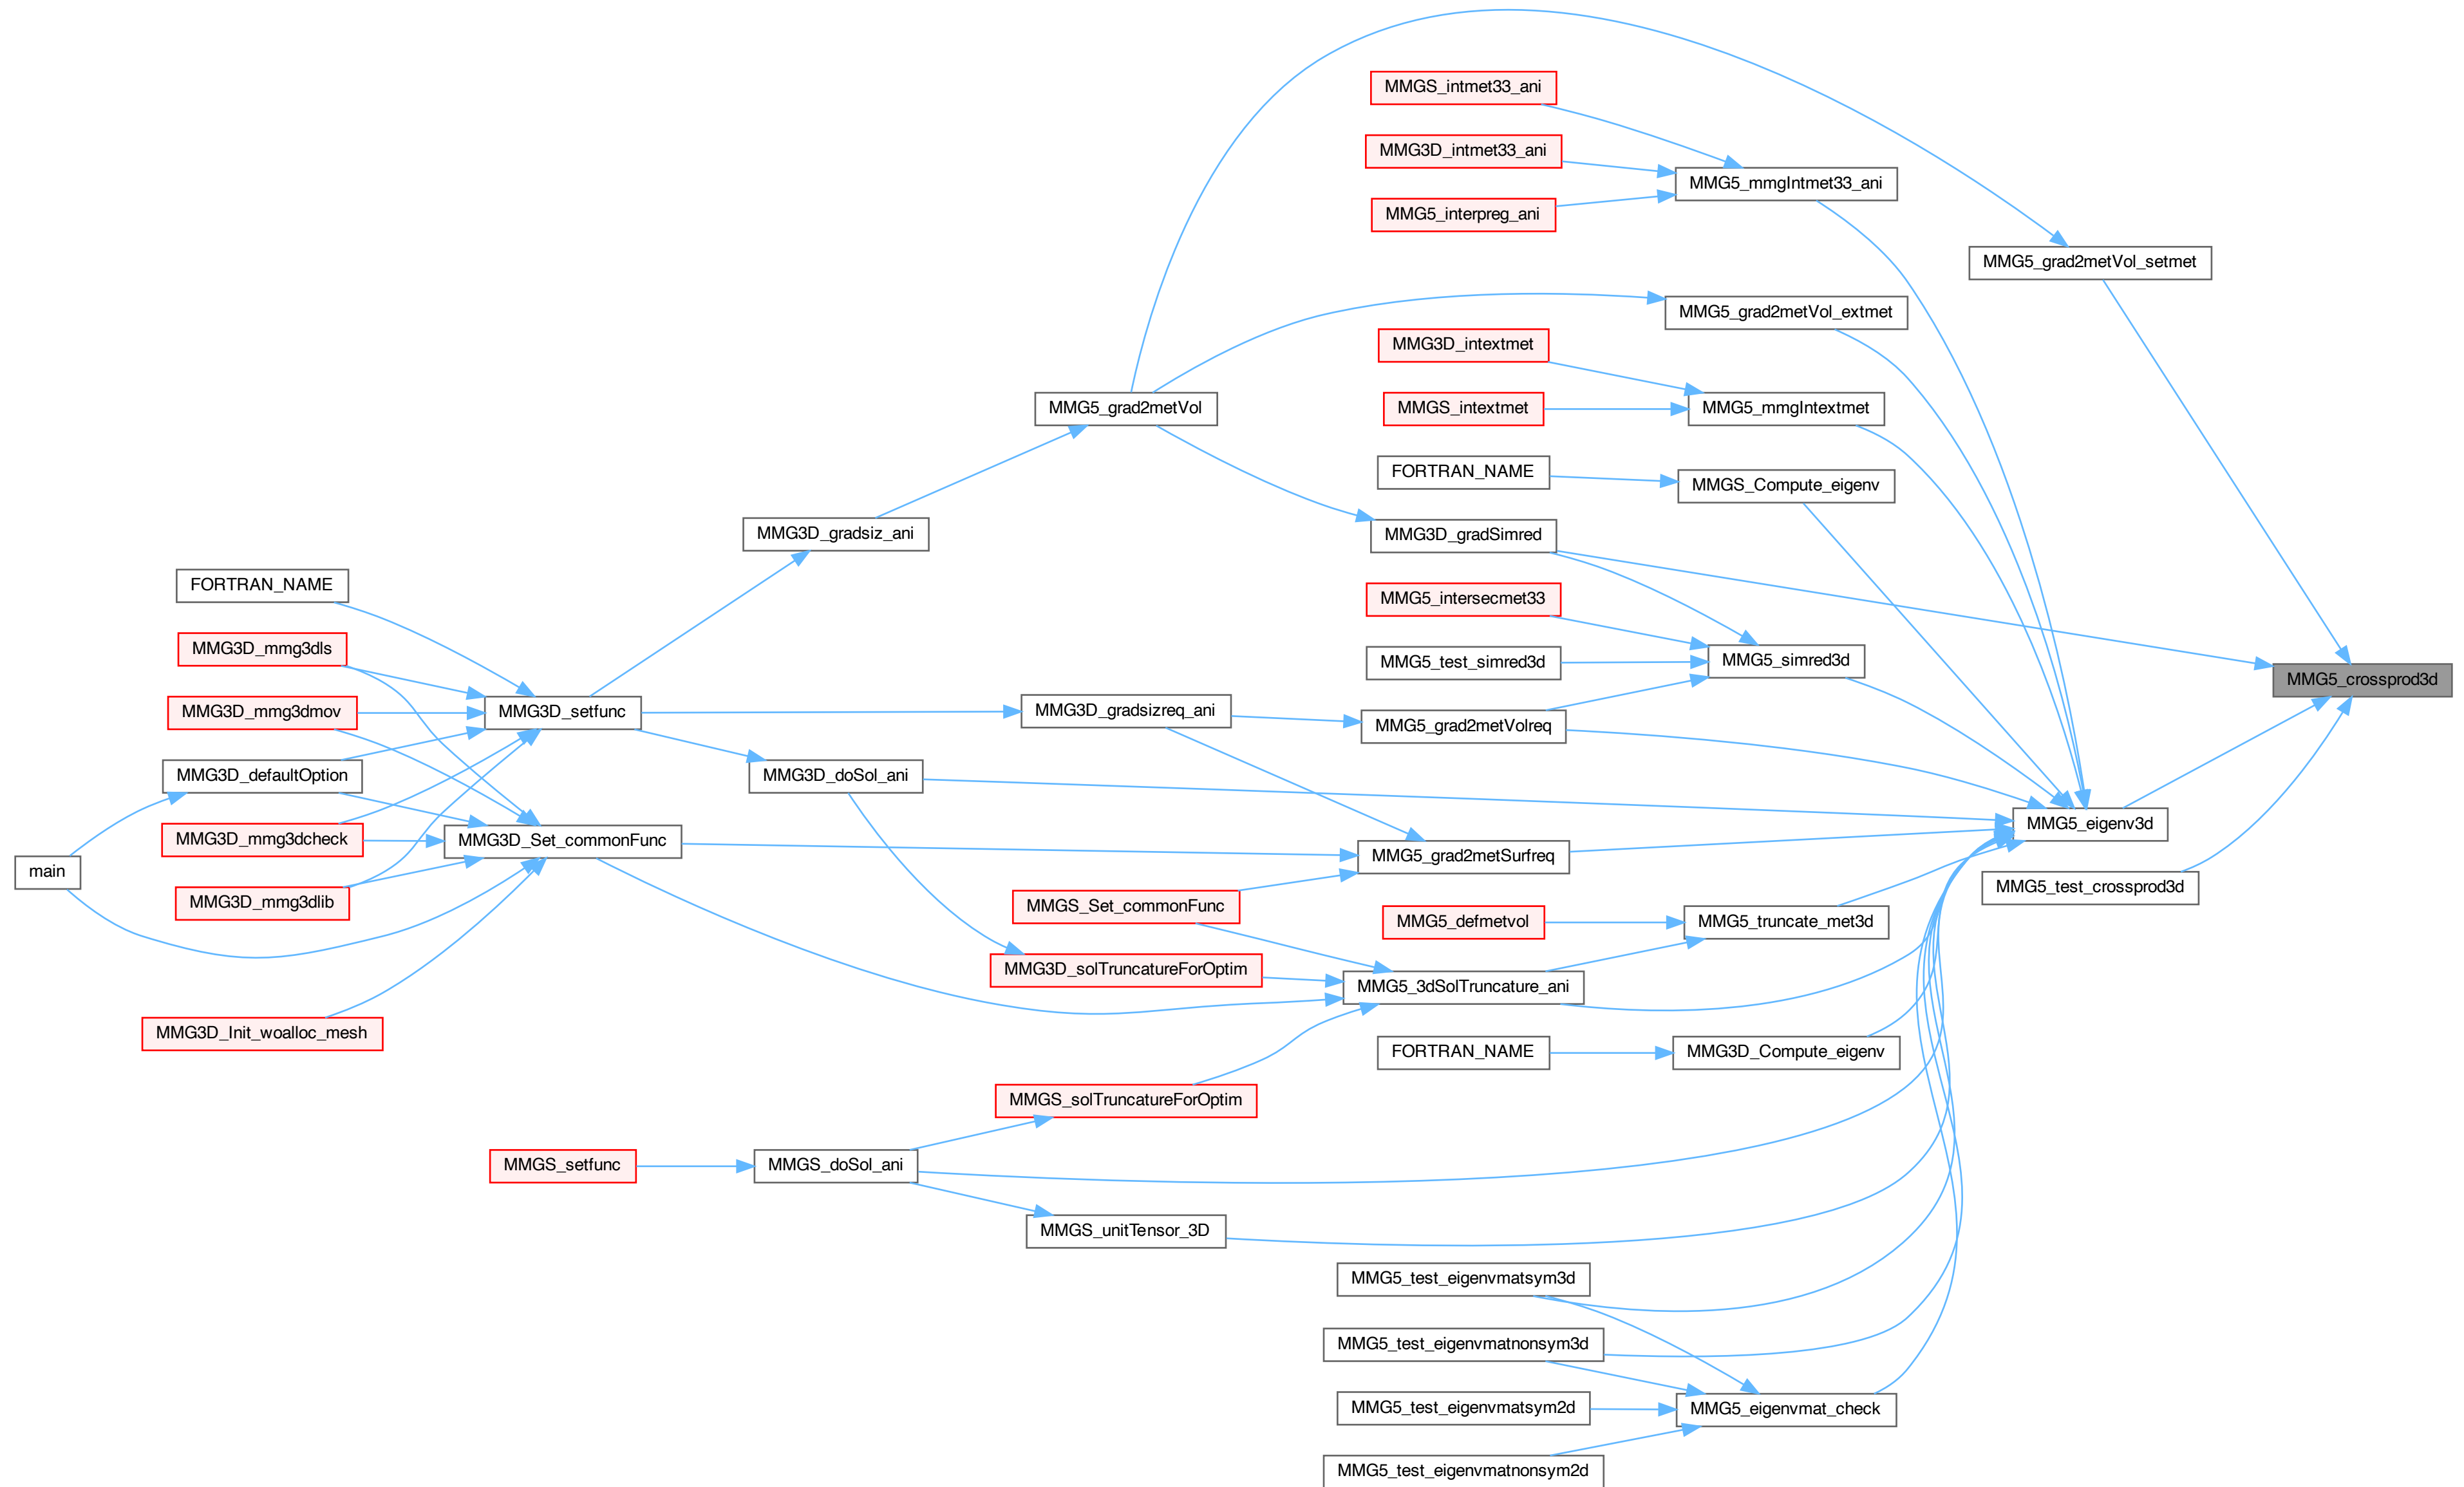 MMGS_intmet33_ani
MMG3D_intmet33_ani
MMG5_mmgIntmet33_ani
MMG5_interpreg_ani
MMG5_grad2metVol_setmet
MMG5_grad2metVol_extmet
MMG3D_intextmet
MMG5_grad2metVol
MMGS_intextmet
MMG5_mmgIntextmet
FORTRAN_NAME
MMGS_Compute_eigenv
MMG3D_gradsiz_ani
MMG3D_gradSimred
FORTRAN_NAME
MMG5_intersecmet33
MMG3D_mmg3dls
MMG5_test_simred3d
MMG5_simred3d
MMG5_crossprod3d
MMG3D_mmg3dmov
MMG3D_setfunc
MMG3D_gradsizreq_ani
MMG5_grad2metVolreq
MMG3D_defaultOption
MMG3D_doSol_ani
MMG5_eigenv3d
MMG3D_mmg3dcheck
MMG3D_Set_commonFunc
MMG5_grad2metSurfreq
main
MMG5_test_crossprod3d
MMG3D_mmg3dlib
MMGS_Set_commonFunc
MMG5_defmetvol
MMG5_truncate_met3d
MMG3D_solTruncatureForOptim
MMG5_3dSolTruncature_ani
MMG3D_Init_woalloc_mesh
FORTRAN_NAME
MMG3D_Compute_eigenv
MMGS_solTruncatureForOptim
MMGS_setfunc
MMGS_doSol_ani
MMGS_unitTensor_3D
MMG5_test_eigenvmatsym3d
MMG5_test_eigenvmatnonsym3d
MMG5_test_eigenvmatsym2d
MMG5_eigenvmat_check
MMG5_test_eigenvmatnonsym2d